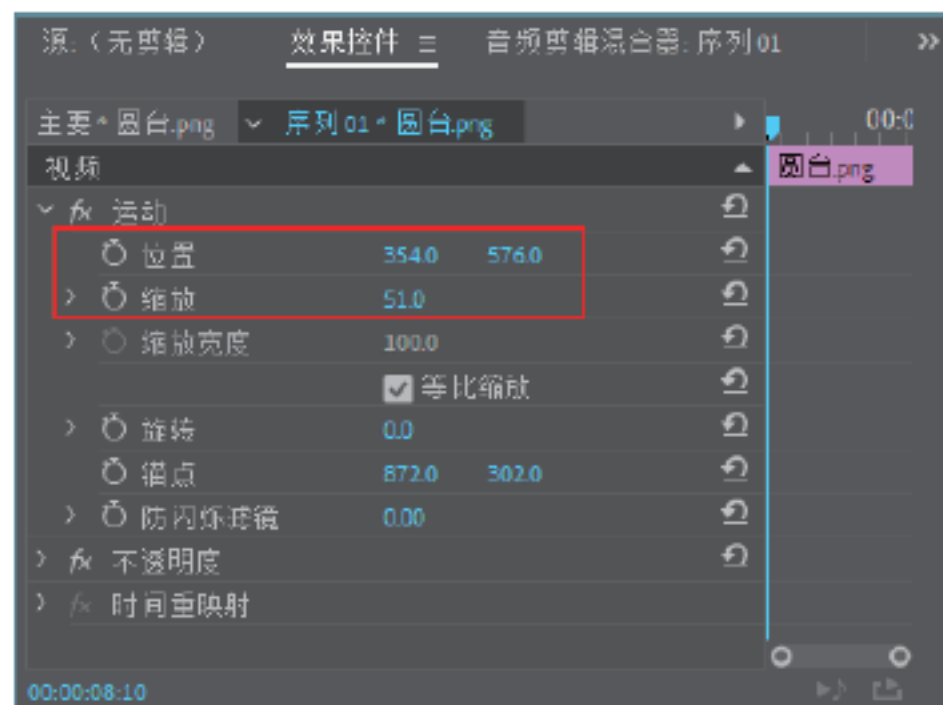 源:（无剪辑） 效果控件 音频剪辑混合器: 序列 01
主要*圆台.png 序列 01*圆台.png 00:0
视频 圆台.png
fx 运动
位置 354.0 576.0
缩放 51.0
缩放宽度 100.0
等比缩放
旋转 0.0
锚点 872.0 302.0
防闪烁滤镜 0.00
fx 不透明度
fx 时间重映射
00:00:08:10